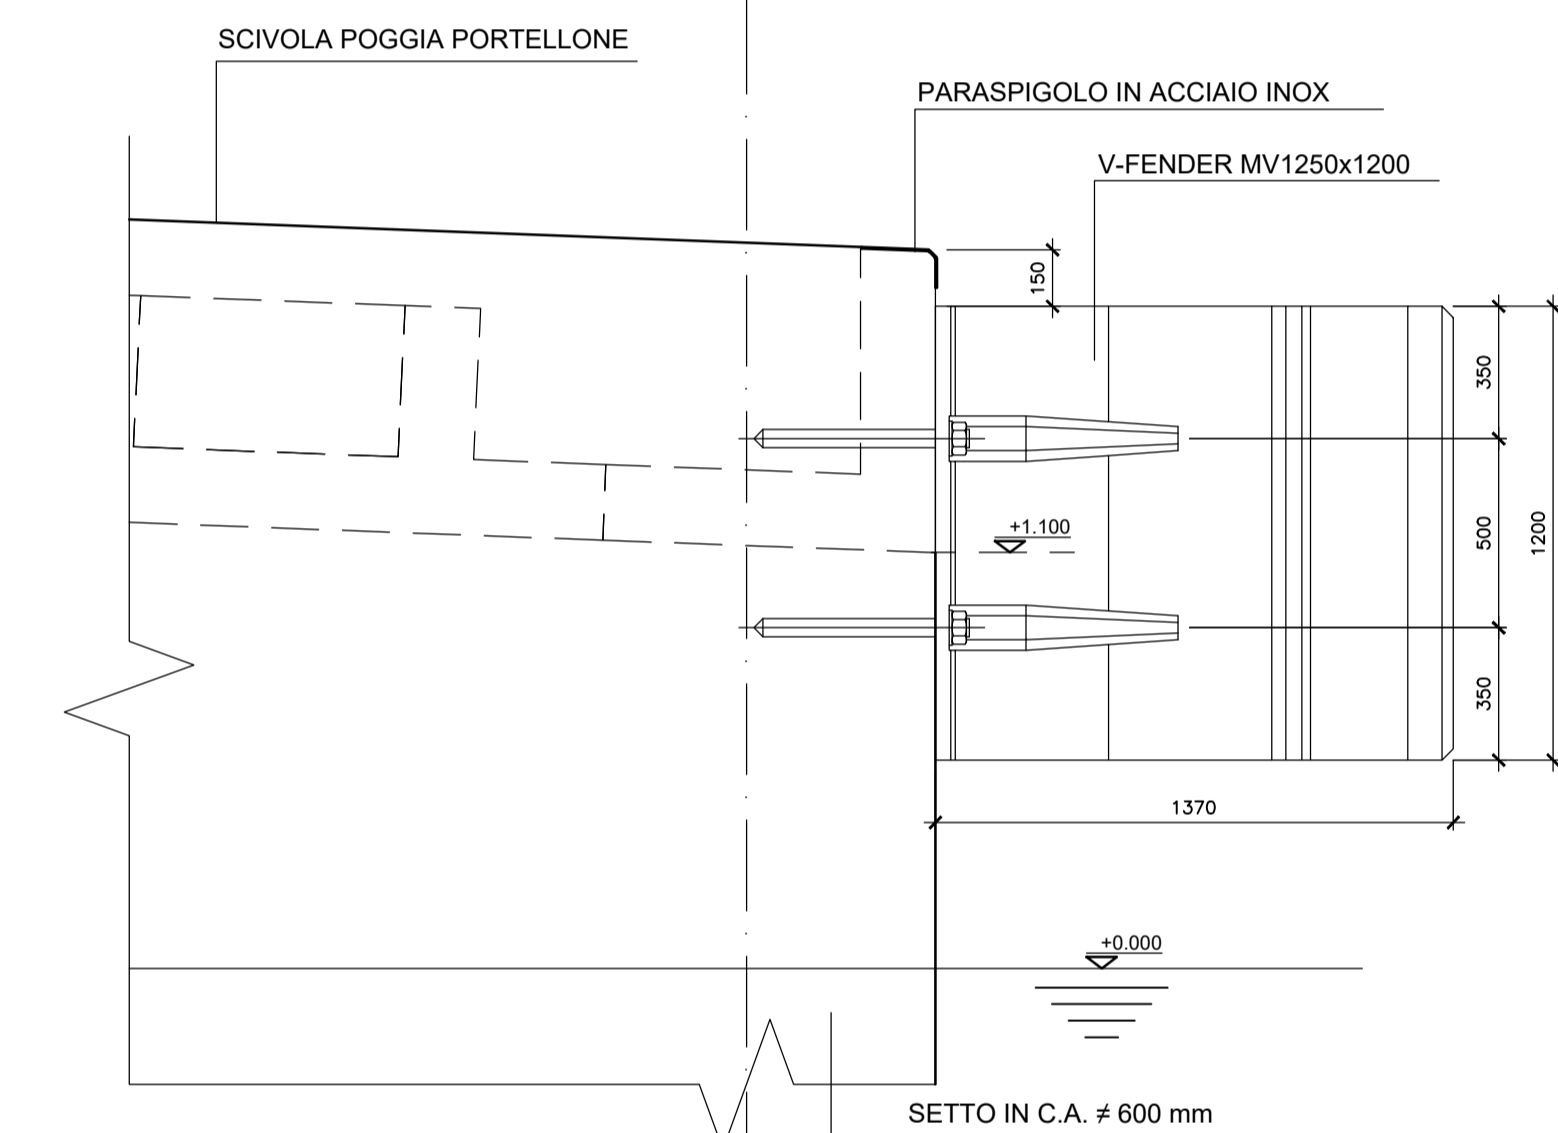 SCIVOLA POGGIA PORTELLONE
PARASPIGOLO IN ACCIAIO INOX
V-FENDER MV1250x1200
150
350
+1.100
500
1200
350
1370
+0.000
SETTO IN C.A. ≠ 600 mm